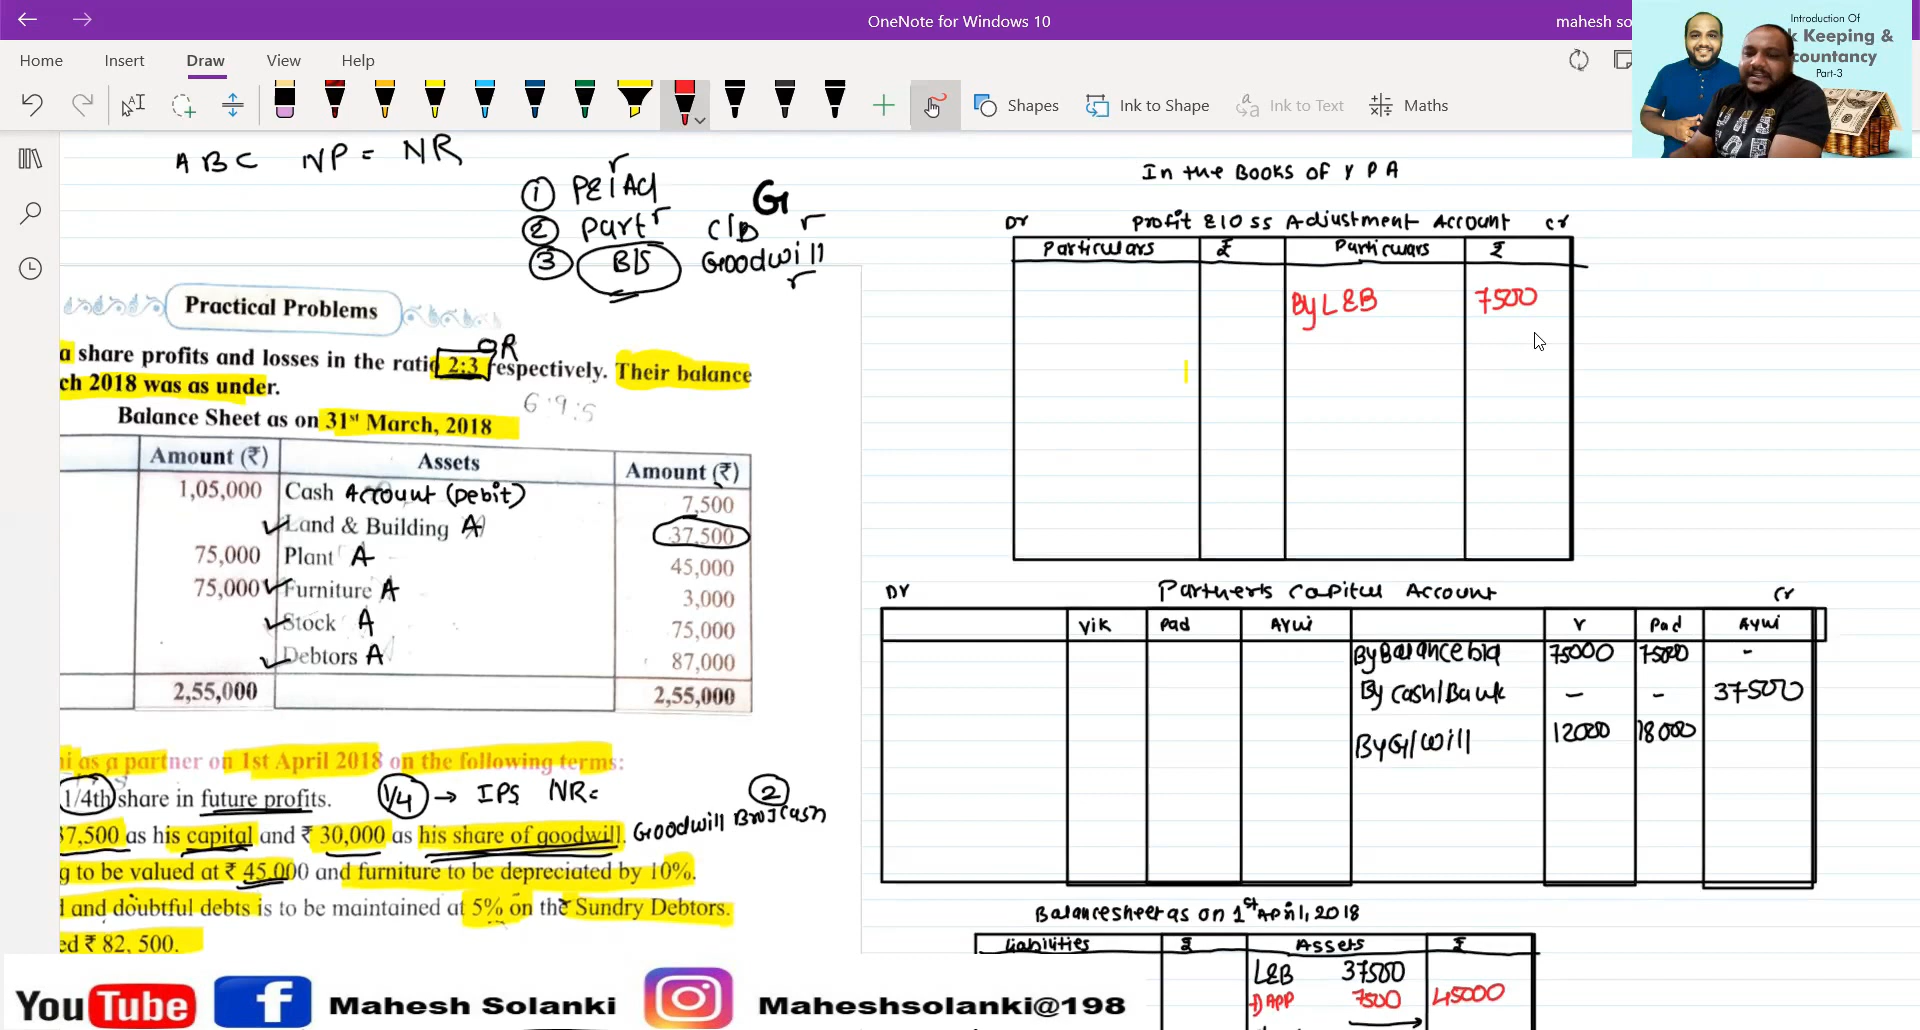 OneNote for Windows 10
mahesh so
Introduction Of
k Keeping &
countancy
Part-3
Home Insert Draw View Help
Shapes Ink to Shape Ink to Text Maths
A B C NP = NR
① PElACl
② Part C/B
③ B/S Goodwill
G
Practical Problems
a share profits and losses in the ratio 2:3 respectively. Their balance
OR
ch 2018 was as under.
6:9:5
Balance Sheet as on 31st March, 2018
Amount (₹) Assets Amount (₹)
1,05,000 Cash Account (Debit) 7,500
Land & Building A 37,500
75,000 Plant A 45,000
75,000 Furniture A 3,000
Stock A 75,000
Debtors A 87,000
2,55,000 2,55,000
ni as a partner on 1st April 2018 on the following terms:
1/4th share in future profits. 1/4 → IPS NR= 2
37,500 as his capital and ₹ 30,000 as his share of goodwill. Goodwill Brot cash
g to be valued at ₹ 45,000 and furniture to be depreciated by 10%.
l and doubtful debts is to be maintained at 5% on the Sundry Debtors.
ed ₹ 82, 500.
In the Books of V P A
Dr Profit & loss Adjustment Account Cr
Particulars ₹ Particulars ₹
By L&B 7500
Dr Partners Capital Account Cr
Vik Pad Avni V Pad Avni
By Balance b/d 75000 75000 -
By Cash/Bank - - 37500
By G/will 12000 18000
Balancesheet as on 1st April, 2018
Liabilities ₹ Assets ₹
L&B 37500
+) APP 7500 45000
YouTube f Mahesh Solanki Maheshsolanki@198